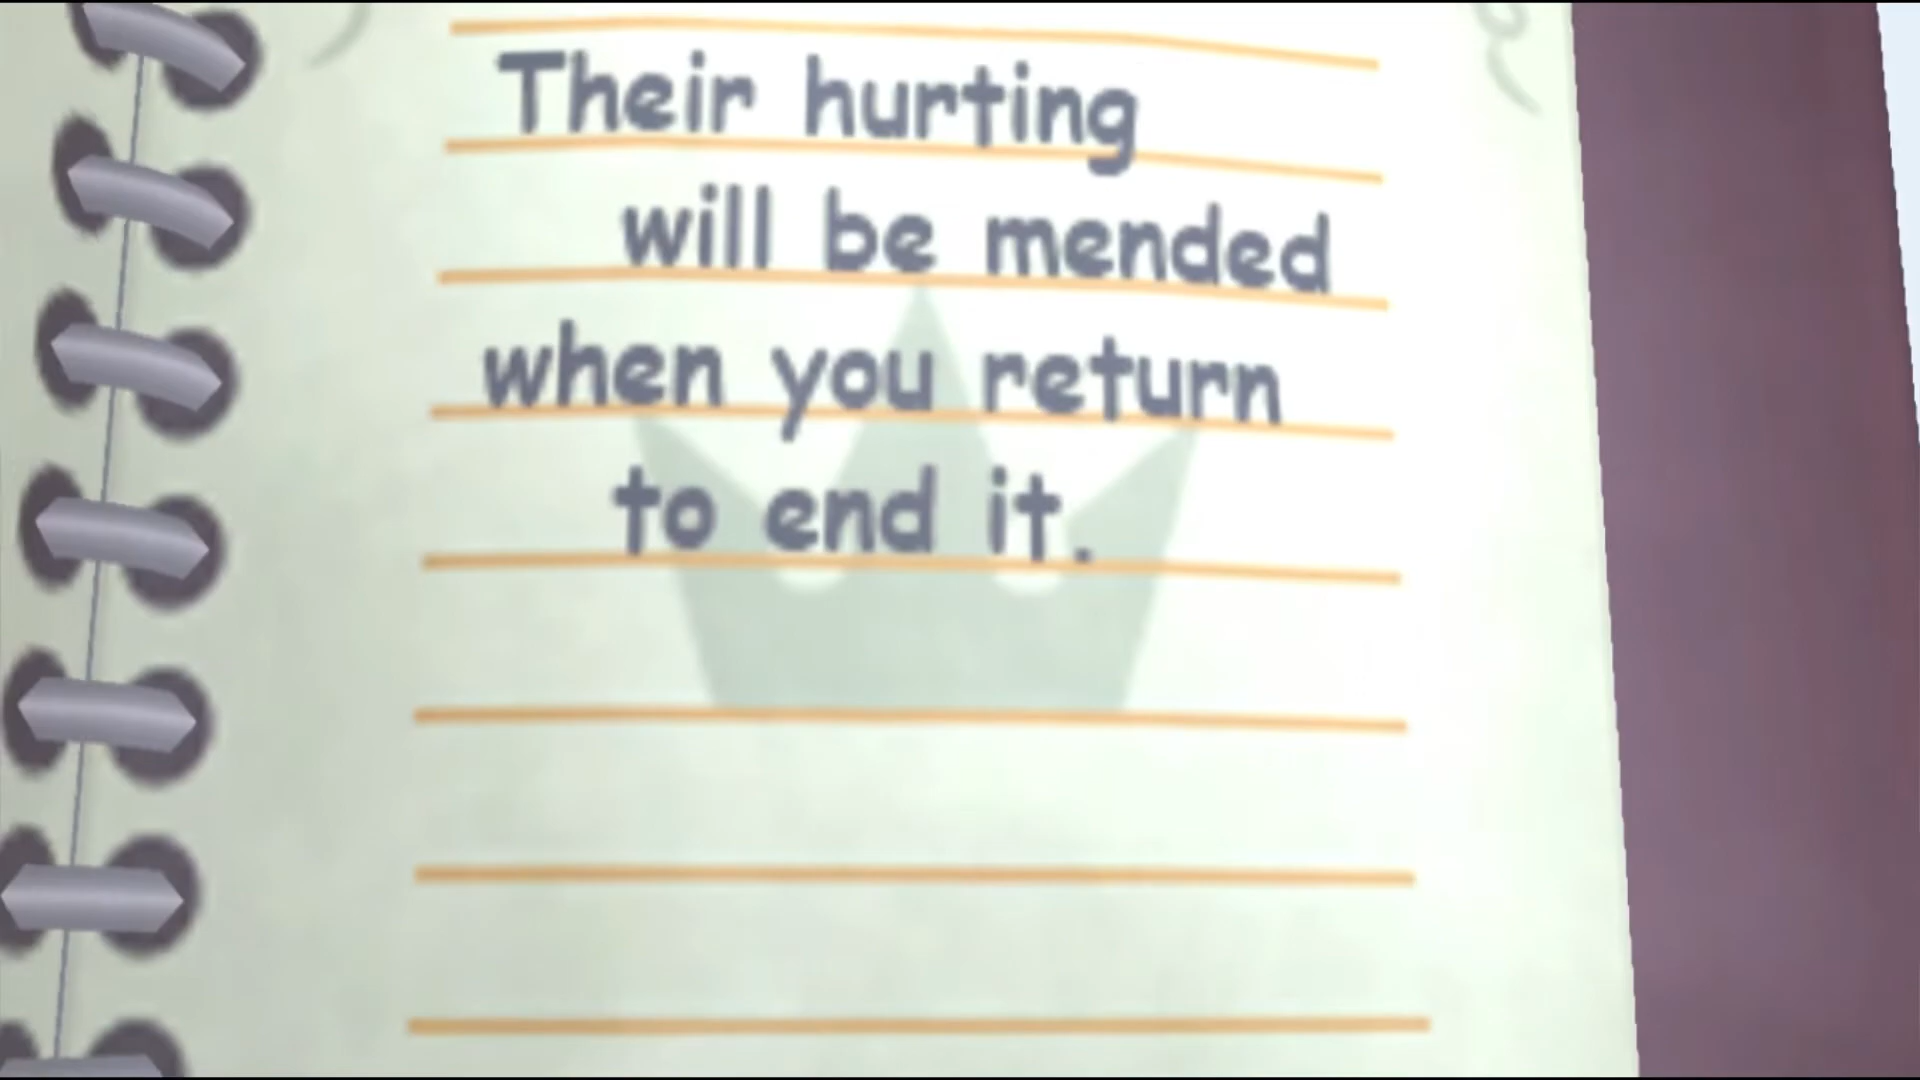 Their hurting
will be mended
when you return
to end it.